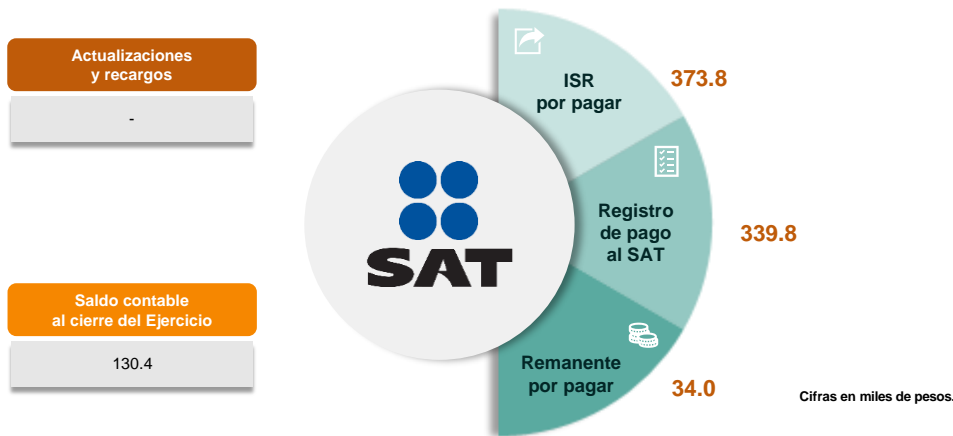 Actualizaciones
y recargos
-
ISR
por pagar
373.8
Registro
de pago
al SAT
339.8
SAT
Saldo contable
al cierre del Ejercicio
130.4
Remanente
por pagar
34.0
Cifras en miles de pesos.